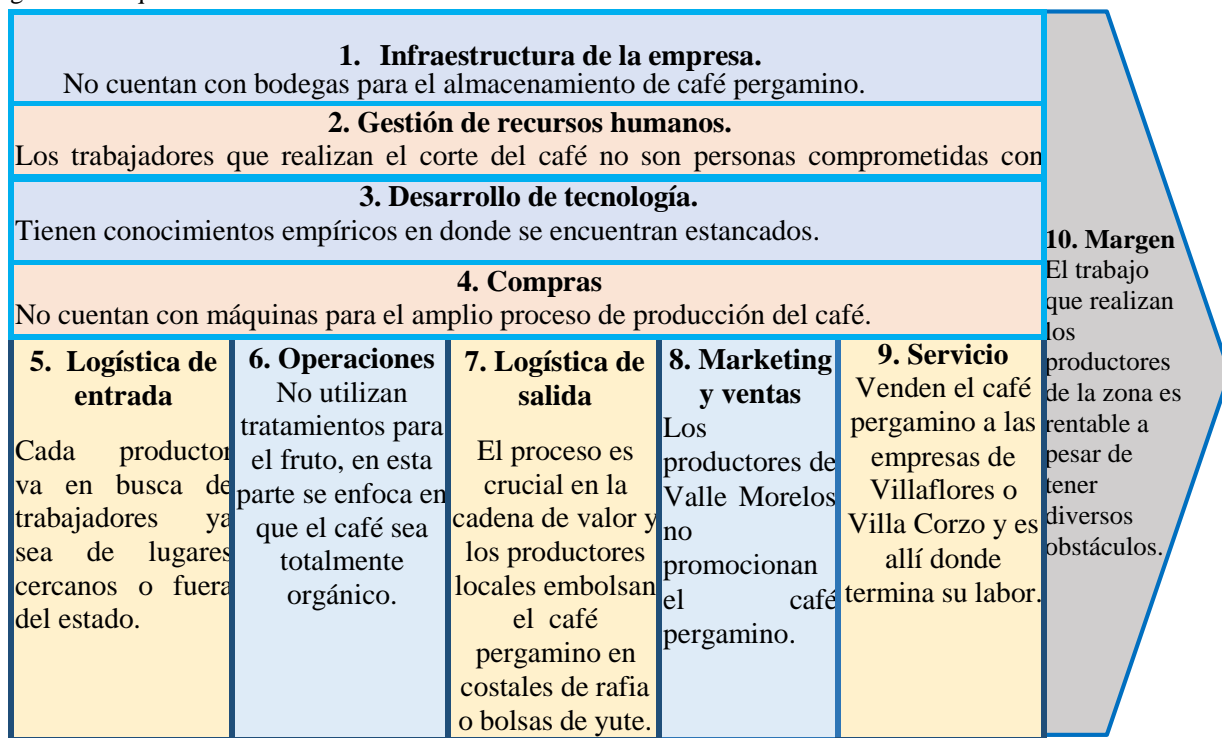 1. Infraestructura de la empresa.
No cuentan con bodegas para el almacenamiento de café pergamino.
2. Gestión de recursos humanos.
Los trabajadores que realizan el corte del café no son personas comprometidas con
3. Desarrollo de tecnología.
Tienen conocimientos empíricos en donde se encuentran estancados.
4. Compras
No cuentan con máquinas para el amplio proceso de producción del café.
5. Logística de
entrada
Cada productor
va en busca de
trabajadores ya
sea de lugares
cercanos o fuera
del estado.
6. Operaciones
No utilizan
tratamientos para
el fruto, en esta
parte se enfoca en
que el café sea
totalmente
orgánico.
7. Logística de
salida
El proceso es
crucial en la
cadena de valor y
los productores
locales embolsan
el café
pergamino en
costales de rafia
o bolsas de yute.
8. Marketing
y ventas
Los
productores de
Valle Morelos
no
promocionan
el café
pergamino.
9. Servicio
Venden el café
pergamino a las
empresas de
Villaflores o
Villa Corzo y es
allí donde
termina su labor.
10. Margen
El trabajo
que realizan
los
productores
de la zona es
rentable a
pesar de
tener
diversos
obstáculos.